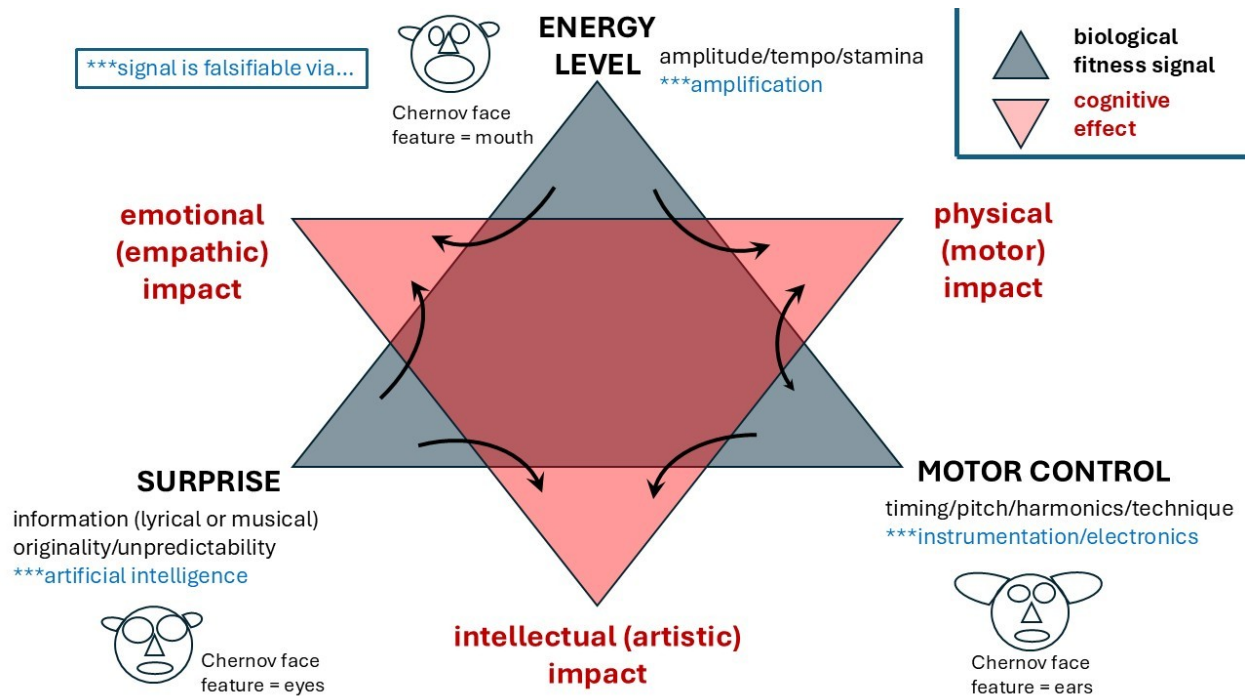 ***signal is falsifiable via...
Chernov face
feature = mouth
ENERGY
LEVEL
amplitude/tempo/stamina
***amplification
biological
fitness signal
cognitive
effect
emotional
(empathic)
impact
physical
(motor)
impact
SURPRISE
information (lyrical or musical)
originality/unpredictability
***artificial intelligence
Chernov face
feature = eyes
MOTOR CONTROL
timing/pitch/harmonics/technique
***instrumentation/electronics
Chernov face
feature = ears
intellectual (artistic)
impact